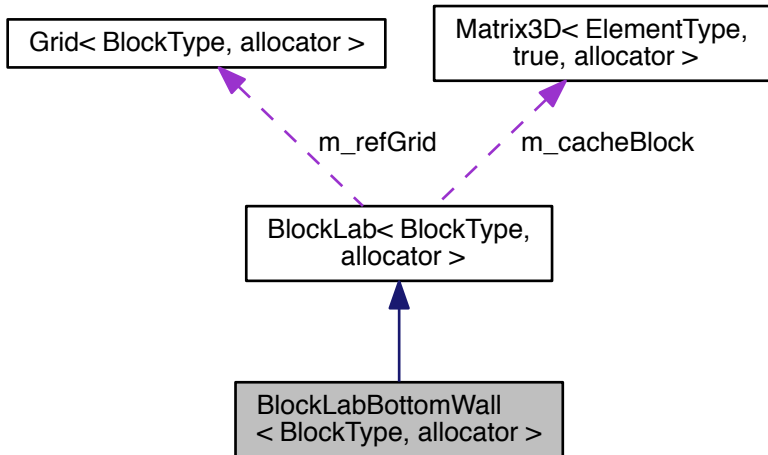 Grid< BlockType, allocator >
Matrix3D< ElementType,
true, allocator >
m_refGrid
m_cacheBlock
BlockLab< BlockType,
allocator >
BlockLabBottomWall
< BlockType, allocator >